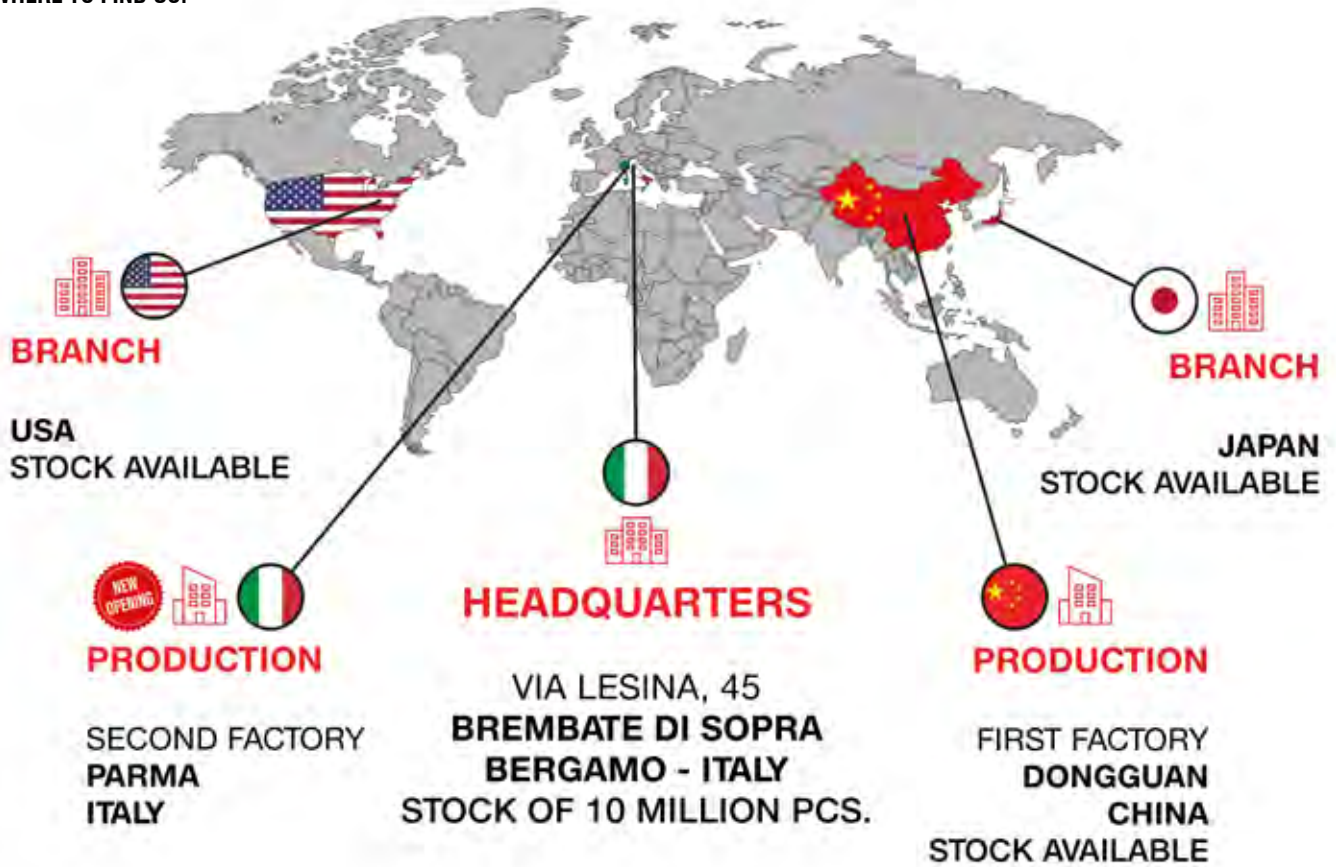 BRANCH
USA
STOCK AVAILABLE
BRANCH
JAPAN
STOCK AVAILABLE
NEW
OPENING
PRODUCTION
SECOND FACTORY
PARMA
ITALY
HEADQUARTERS
VIA LESINA, 45
BREMBATE DI SOPRA
BERGAMO - ITALY
STOCK OF 10 MILLION PCS.
PRODUCTION
FIRST FACTORY
DONGGUAN
CHINA
STOCK AVAILABLE